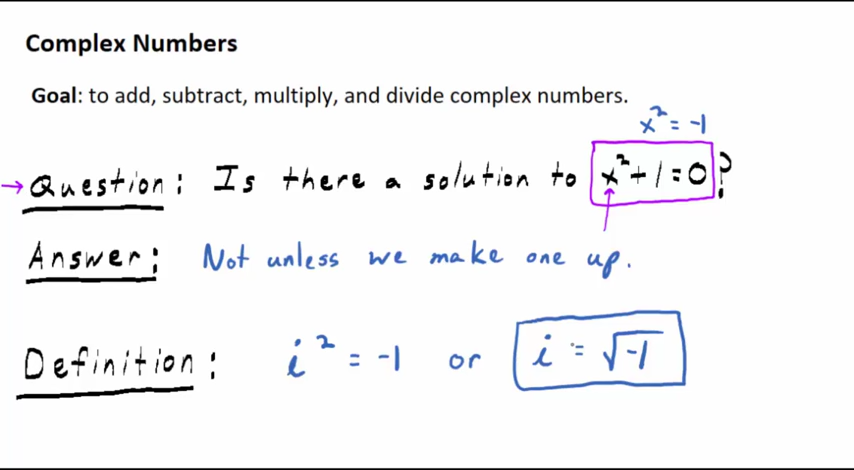 Complex Numbers
Goal: to add, subtract, multiply, and divide complex numbers.
x² = -1
→ Question: Is there a solution to x² + 1 = 0?
Answer: Not unless we make one up.
Definition: i² = -1 or i = √-1